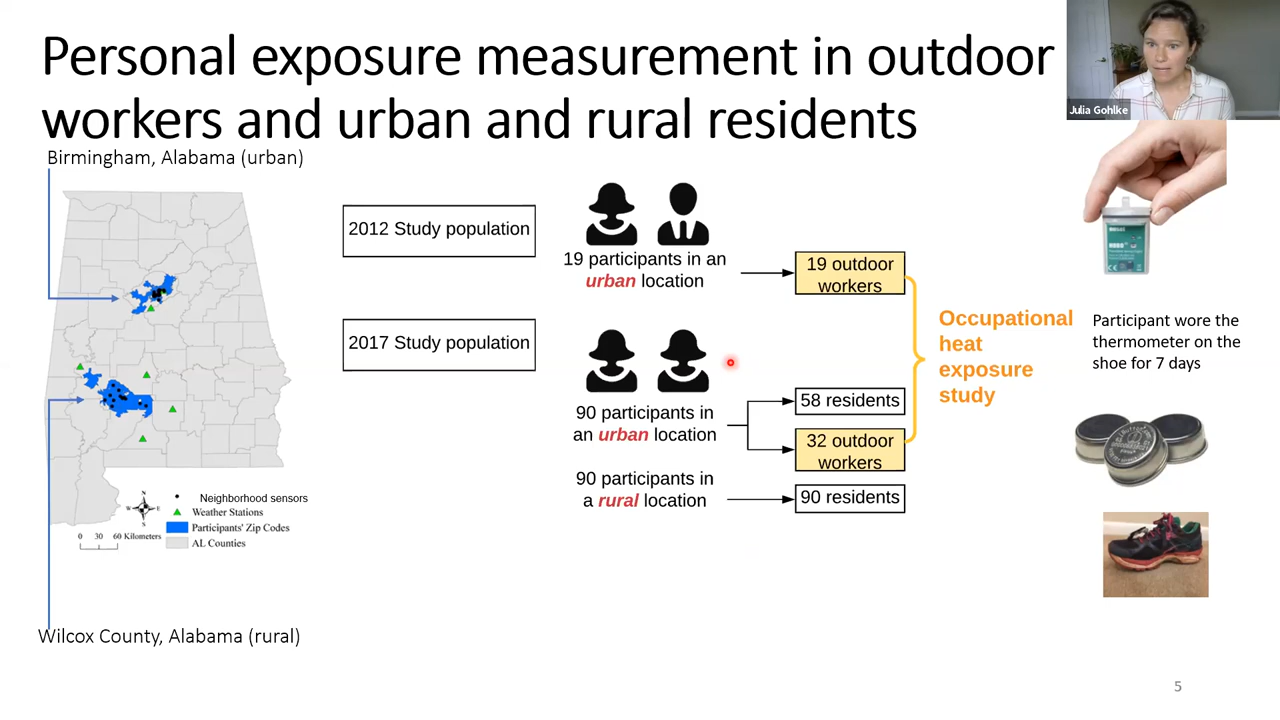 Personal exposure measurement in outdoor
workers and urban and rural residents
Julia Gohlke
Birmingham, Alabama (urban)
2012 Study population
19 participants in an
urban location
19 outdoor
workers
2017 Study population
90 participants in
an urban location
58 residents
32 outdoor
workers
90 participants in
a rural location
90 residents
Occupational
heat
exposure
study
Participant wore the
thermometer on the
shoe for 7 days
N
W
E
S
Neighborhood sensors
Weather Stations
Participants' Zip Codes
AL Counties
0 30 60 Kilometers
Wilcox County, Alabama (rural)
HOBO
5